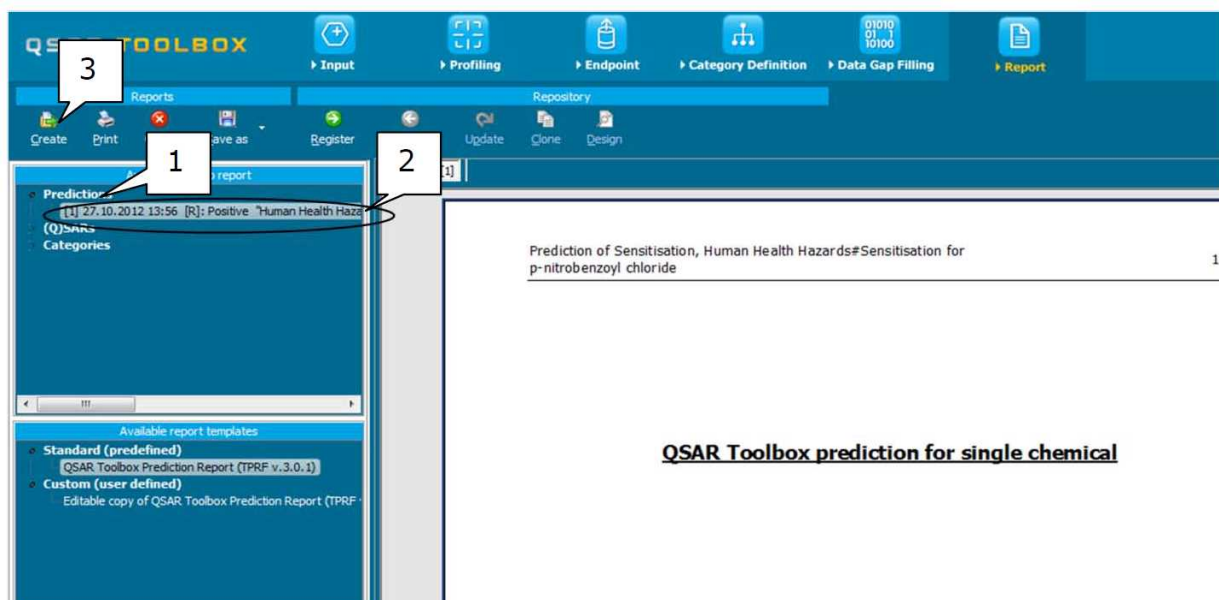 TOOLBOX
3
Input
Profiling
Endpoint
Category Definition
01010
01 1
10100
Data Gap Filling
Report
Reports
Repository
Create
Print
ave as
Register
Update
Clone
Design
1
2
report
[1]
Predictions
[1] 27.10.2012 13:56 [R]: Positive "Human Health Haza
(Q)SARs
Categories
Available report templates
Standard (predefined)
QSAR Toolbox Prediction Report (TPRF v.3.0.1)
Custom (user defined)
Editable copy of QSAR Toolbox Prediction Report (TPRF
Prediction of Sensitisation, Human Health Hazards#Sensitisation for
p-nitrobenzoyl chloride
1
QSAR Toolbox prediction for single chemical